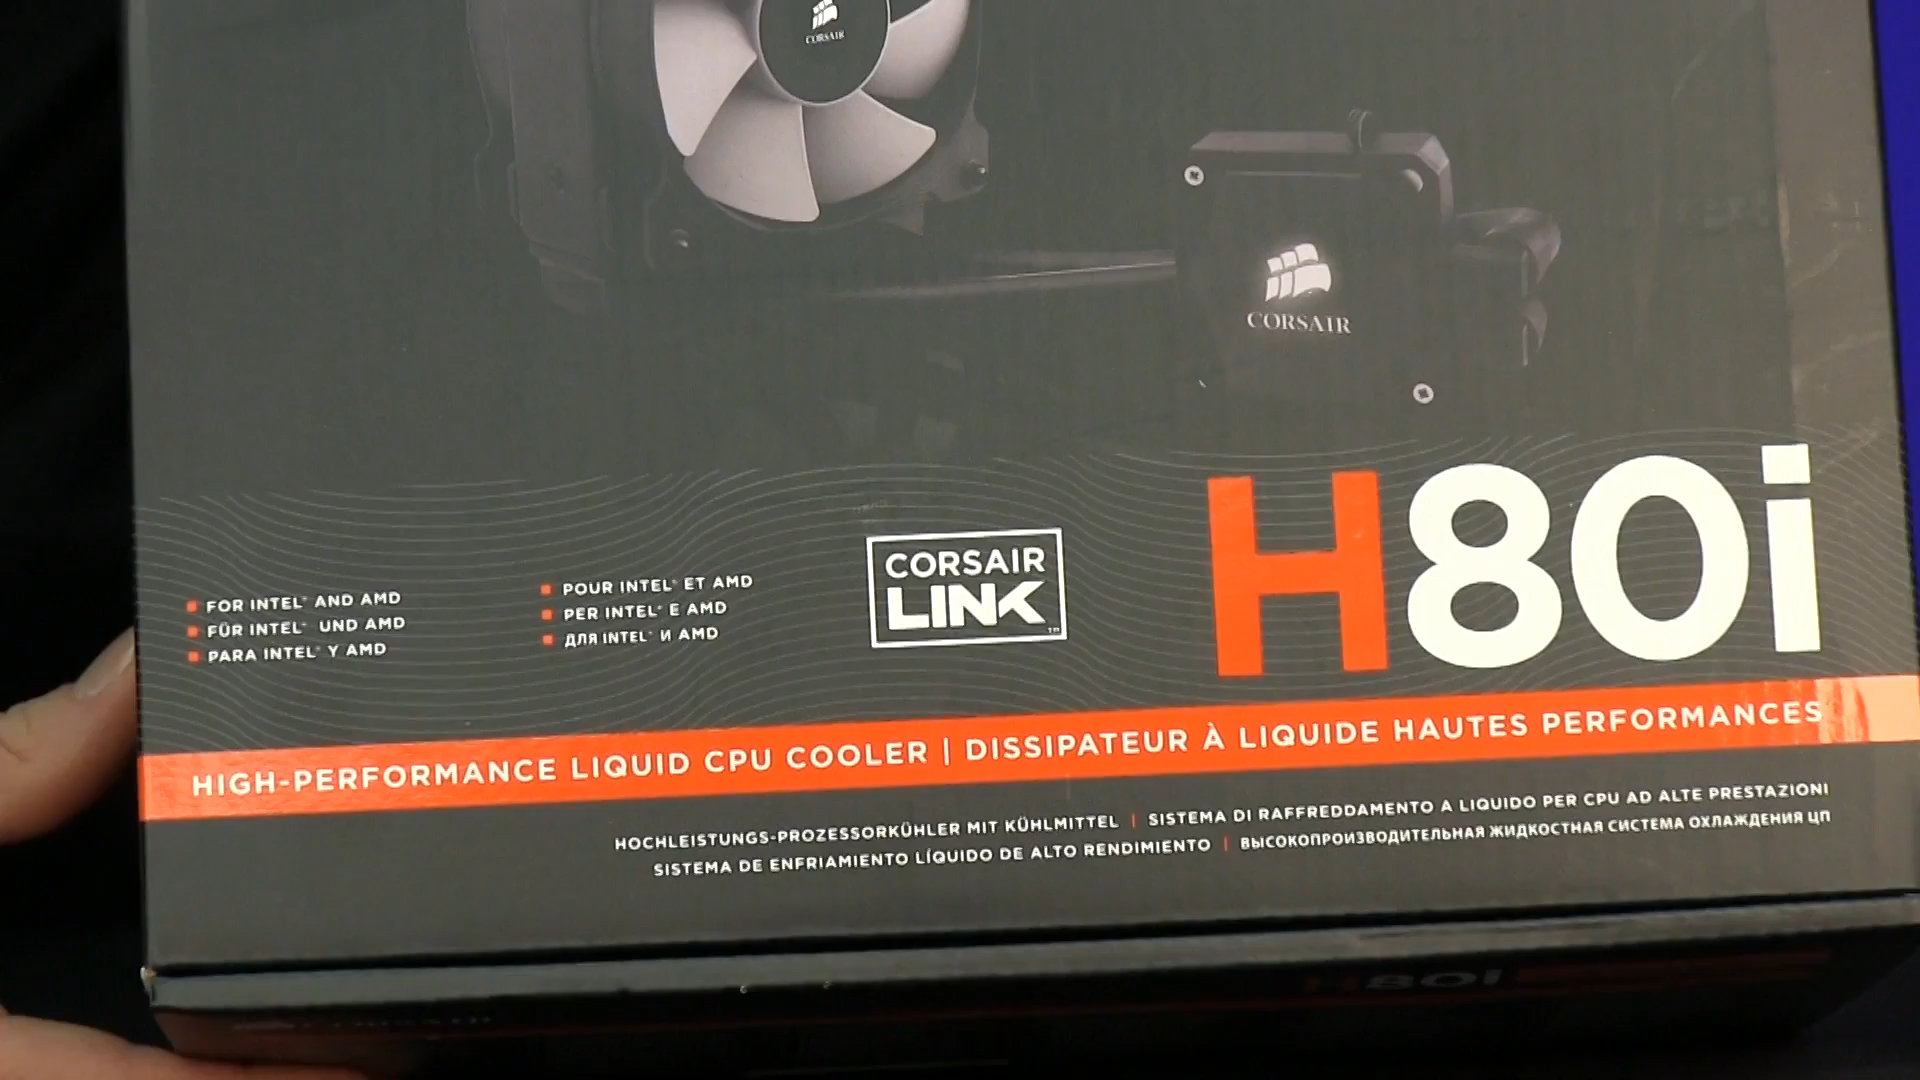 CORSAIR
CORSAIR
H80i
CORSAIR
LINK™
FOR INTEL® AND AMD
FÜR INTEL® UND AMD
PARA INTEL® Y AMD
POUR INTEL® ET AMD
PER INTEL® E AMD
ДЛЯ INTEL® И AMD
HIGH-PERFORMANCE LIQUID CPU COOLER | DISSIPATEUR À LIQUIDE HAUTES PERFORMANCES
HOCHLEISTUNGS-PROZESSORKÜHLER MIT KÜHLMITTEL | SISTEMA DI RAFFREDDAMENTO A LIQUIDO PER CPU AD ALTE PRESTAZIONI
SISTEMA DE ENFRIAMIENTO LÍQUIDO DE ALTO RENDIMIENTO | ВЫСОКОПРОИЗВОДИТЕЛЬНАЯ ЖИДКОСТНАЯ СИСТЕМА ОХЛАЖДЕНИЯ ЦП
H80i